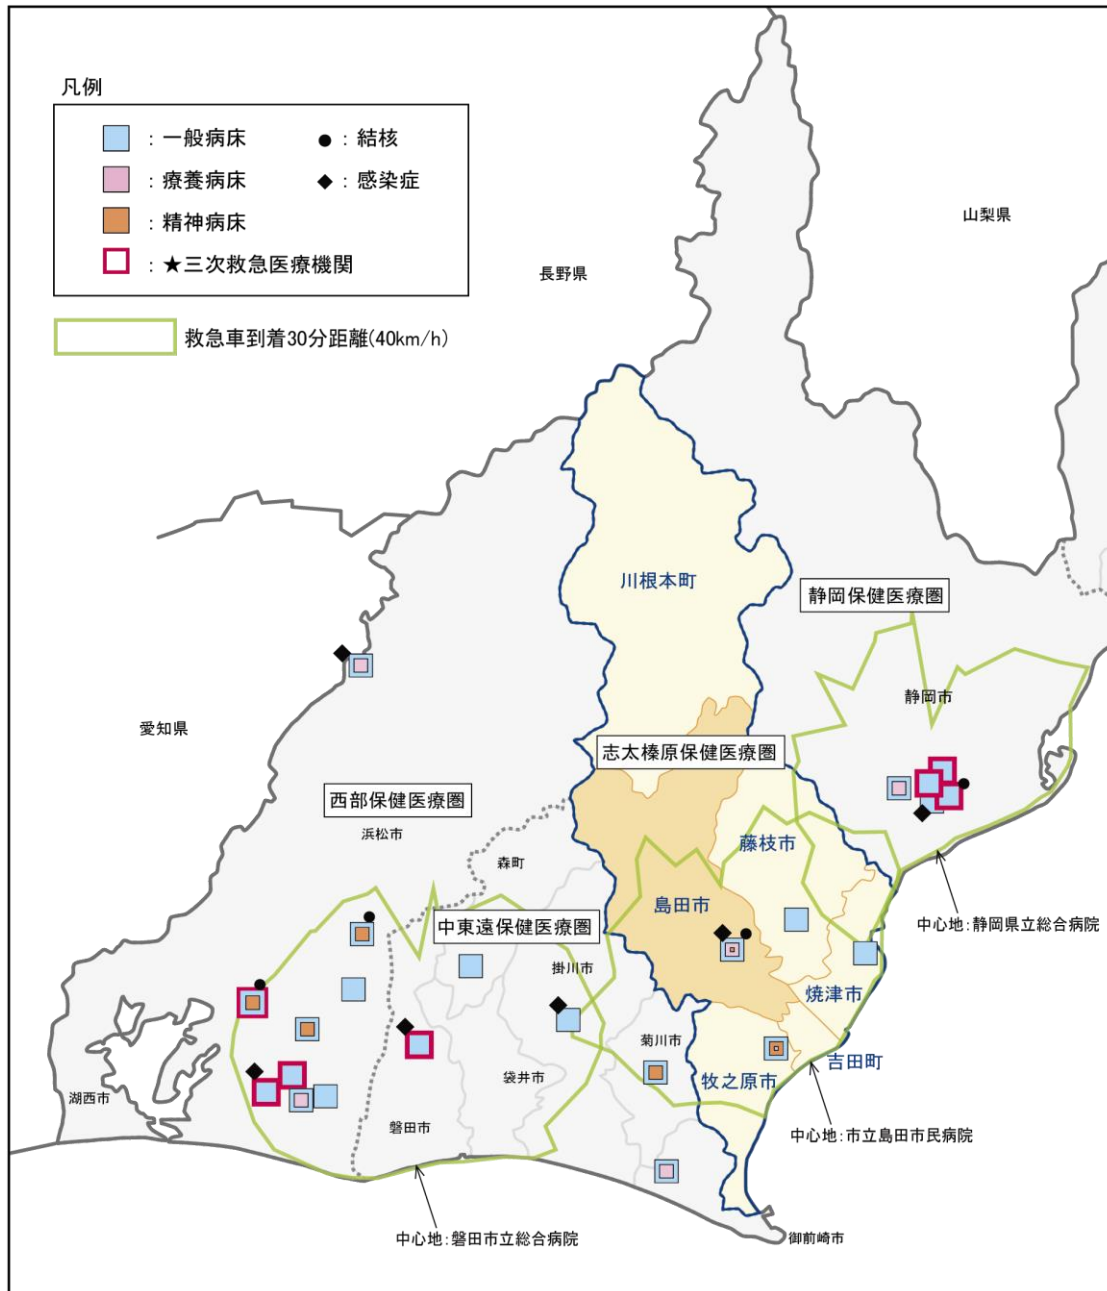 凡例
：一般病床
：療養病床
：精神病床
：★三次救急医療機関
：結核
：感染症
救急車到着30分距離(40km/h)
山梨県
長野県
川根本町
静岡保健医療圏
静岡市
愛知県
志太榛原保健医療圏
西部保健医療圏
浜松市
森町
藤枝市
島田市
中東遠保健医療圏
中心地：静岡県立総合病院
掛川市
焼津市
菊川市
吉田町
牧之原市
袋井市
湖西市
磐田市
中心地：市立島田市民病院
中心地：磐田市立総合病院
御前崎市